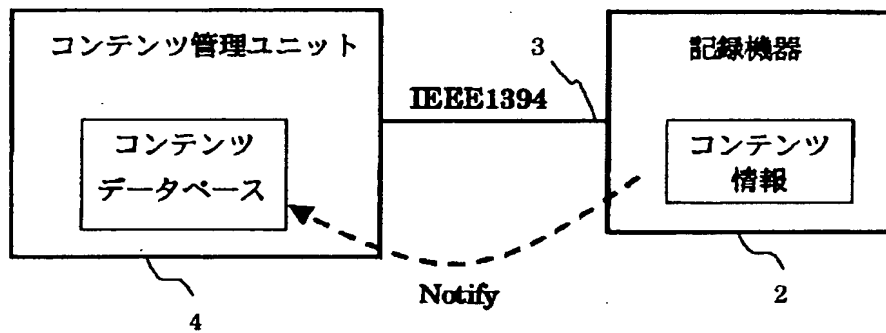 コンテンツ管理ユニット
3
記録機器
IEEE1394
コンテンツ
データベース
コンテンツ
情報
Notify
4
2